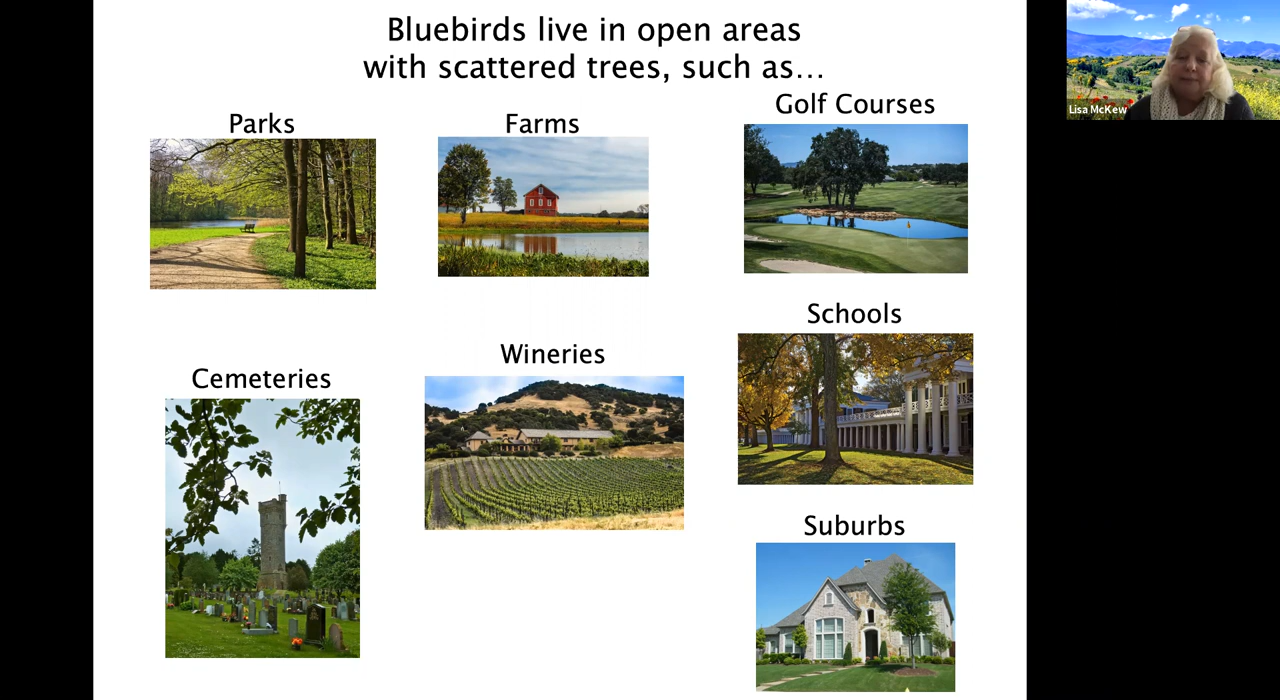 Bluebirds live in open areas
with scattered trees, such as...
Parks
Farms
Golf Courses
Cemeteries
Wineries
Schools
Suburbs
Lisa McKew